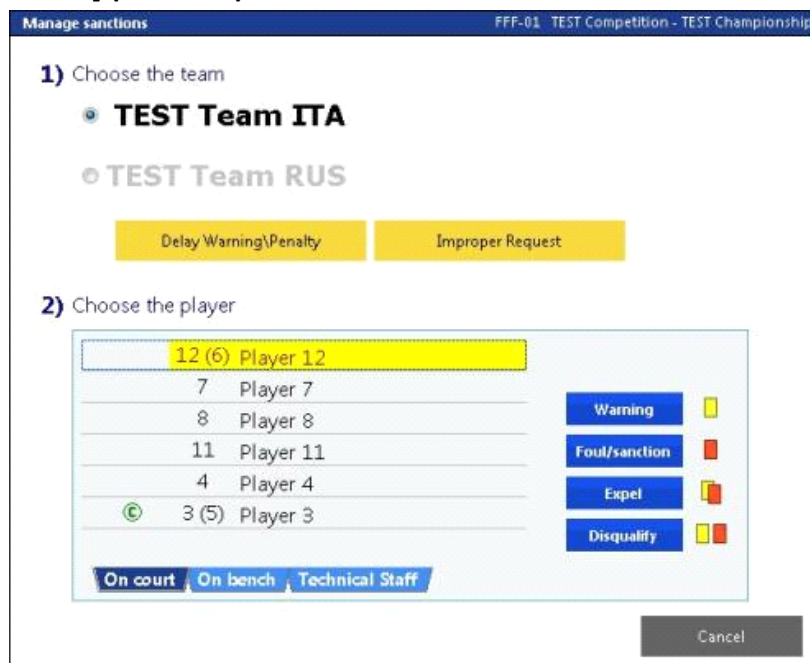 Manage sanctions FFF-01 TEST Competition - TEST Championship
1) Choose the team
TEST Team ITA
TEST Team RUS
Delay Warning\Penalty Improper Request
2) Choose the player
12 (6) Player 12
7 Player 7
8 Player 8
11 Player 11
4 Player 4
© 3 (5) Player 3
Warning
Foul/sanction
Expel
Disqualify
On court On bench Technical Staff
Cancel